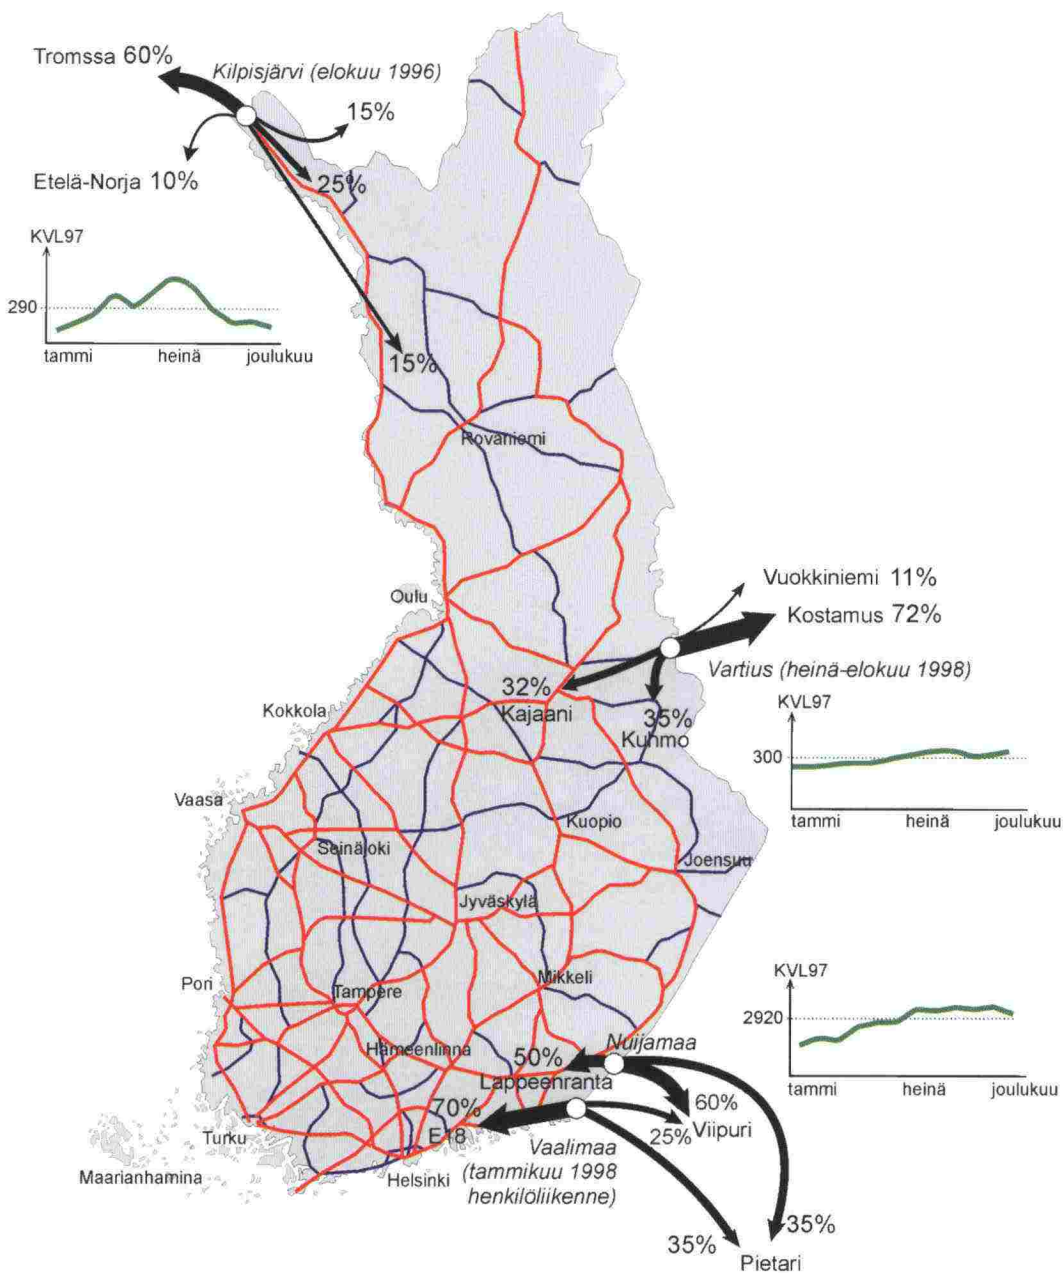 Tromssa 60%
Kilpisjärvi (elokuu 1996)
15%
Etelä-Norja 10%
25%
KVL97
290
tammi heinä joulukuu
15%
Rovaniemi
Oulu
Vuokkiniemi 11%
Kostamus 72%
Vartius (heinä-elokuu 1998)
32%
Kajaani
35%
Kuhmo
KVL97
300
tammi heinä joulukuu
Kokkola
Vaasa
Seinäjoki
Kuopio
Joensuu
Jyväskylä
Pori
Tampere
Mikkeli
KVL97
2920
tammi heinä joulukuu
Hämeenlinna
Nuijamaa
50%
Lappeenranta
70%
E18
60%
Viipuri
25%
Turku
Maarianhamina
Helsinki
Vaalimaa
(tammikuu 1998
henkilöliikenne)
35%
35%
Pietari